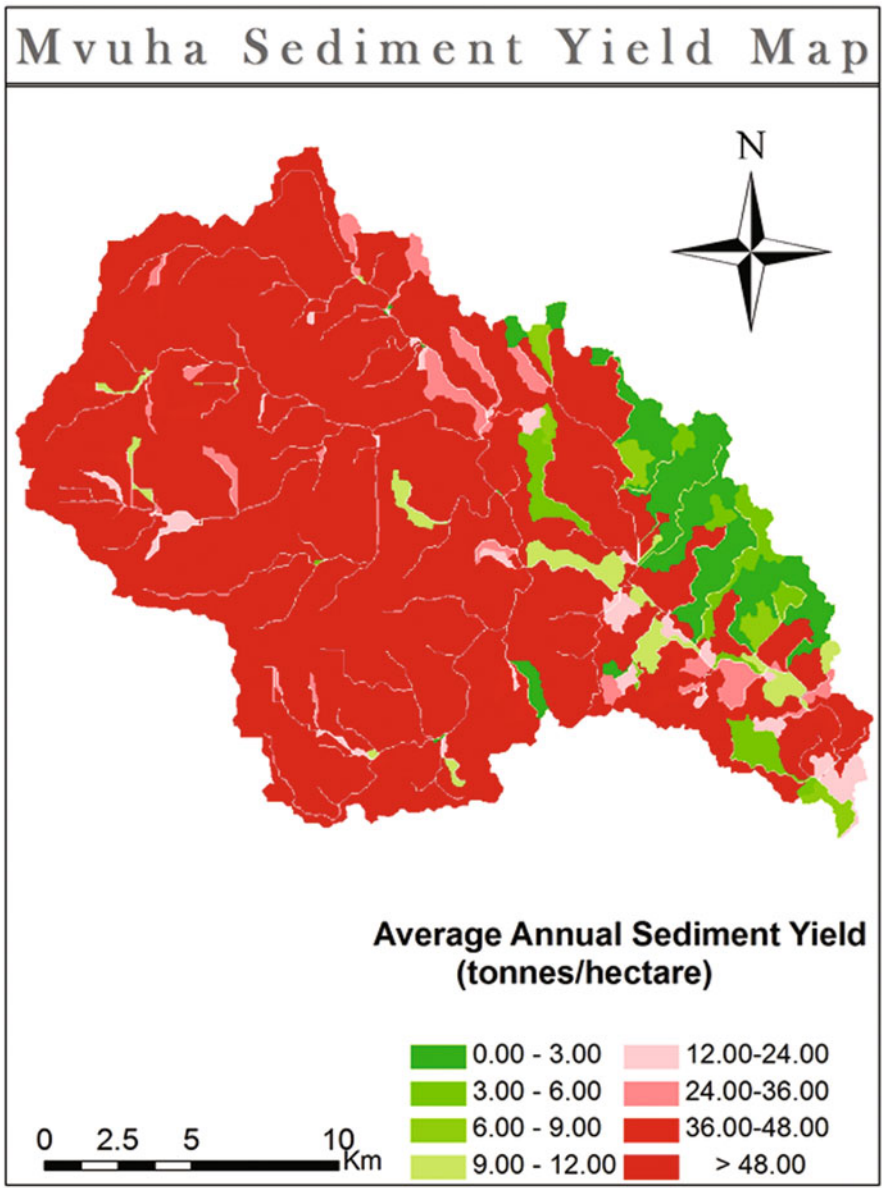 Mvuha Sediment Yield Map
N
Average Annual Sediment Yield
(tonnes/hectare)
0.00 - 3.00 12.00-24.00
3.00 - 6.00 24.00-36.00
6.00 - 9.00 36.00-48.00
9.00 - 12.00 > 48.00
0 2.5 5 10
Km